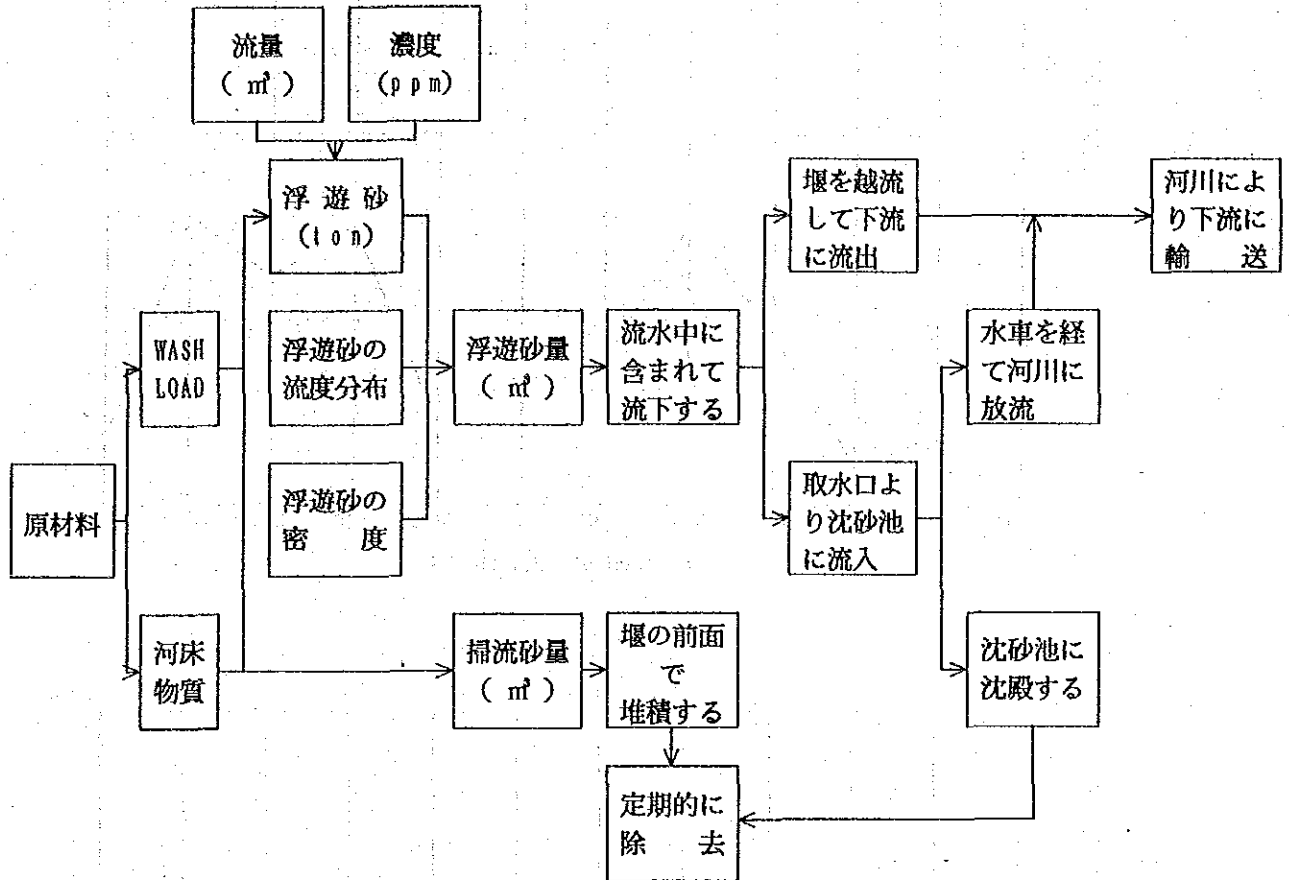 流量
( ㎥ )
濃度
(ppm)
浮 遊 砂
(ton)
堰を越流
して下流
に流出
河川によ
り下流に
輸 送
WASH
LOAD
浮遊砂の
流度分布
浮遊砂量
( ㎥ )
流水中に
含まれて
流下する
水車を経
て河川に
放流
原材料
浮遊砂の
密 度
取水口よ
り沈砂池
に流入
河床
物質
掃流砂量
( ㎥ )
堰の前面
で
堆積する
沈砂池に
沈殿する
定期的に
除 去